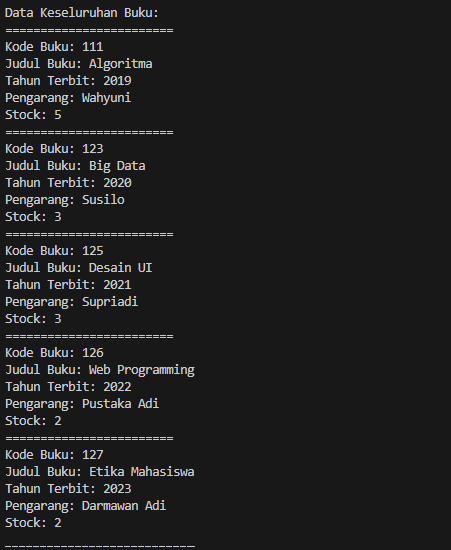 Data Keseluruhan Buku:
========================
Kode Buku: 111
Judul Buku: Algoritma
Tahun Terbit: 2019
Pengarang: Wahyuni
Stock: 5
========================
Kode Buku: 123
Judul Buku: Big Data
Tahun Terbit: 2020
Pengarang: Susilo
Stock: 3
========================
Kode Buku: 125
Judul Buku: Desain UI
Tahun Terbit: 2021
Pengarang: Supriadi
Stock: 3
========================
Kode Buku: 126
Judul Buku: Web Programming
Tahun Terbit: 2022
Pengarang: Pustaka Adi
Stock: 2
========================
Kode Buku: 127
Judul Buku: Etika Mahasiswa
Tahun Terbit: 2023
Pengarang: Darmawan Adi
Stock: 2
___________________________